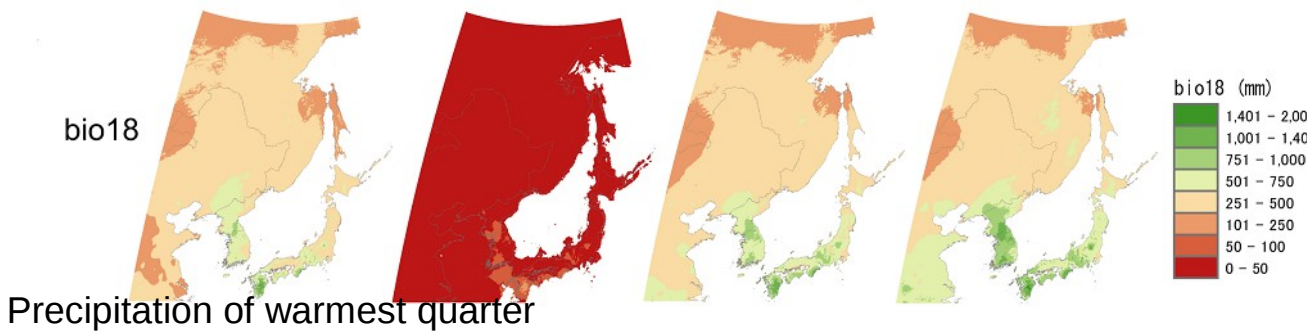 bio18
bio18 (mm)
1,401 - 2,00
1,001 - 1,40
751 - 1,000
501 - 750
251 - 500
101 - 250
50 - 100
0 - 50
Precipitation of warmest quarter